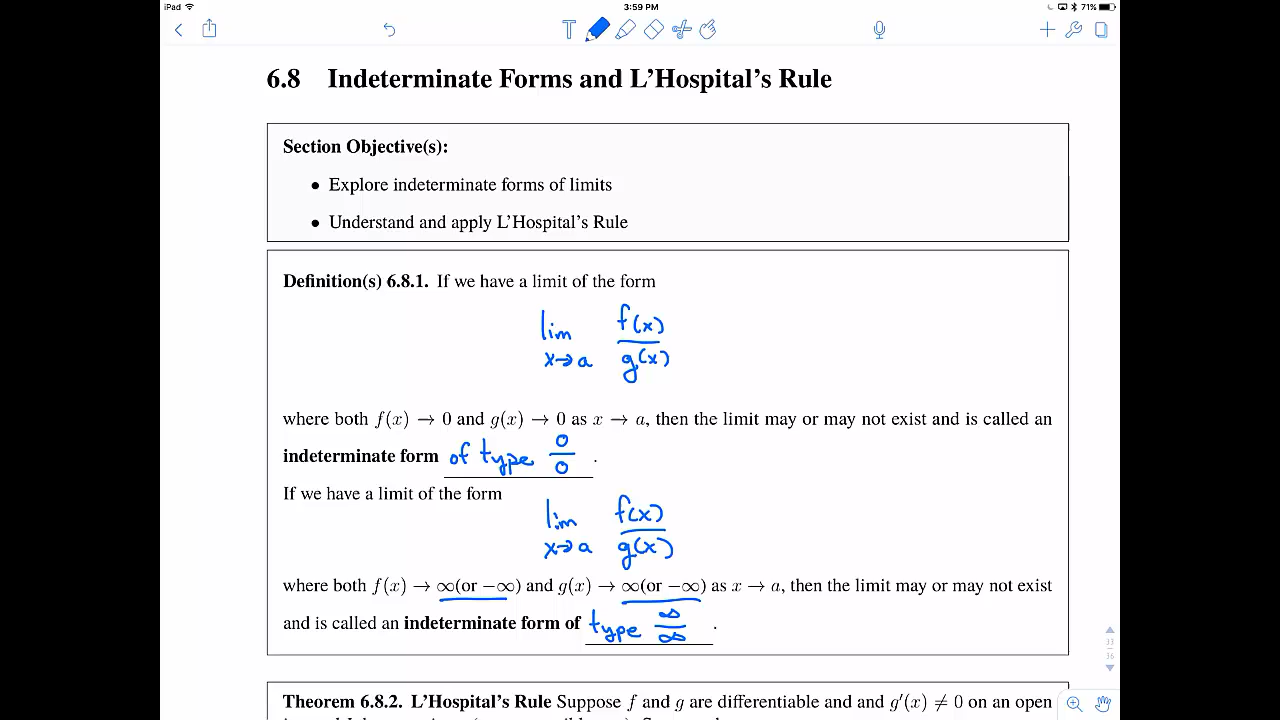 iPad 3:59 PM 71%
T
6.8 Indeterminate Forms and L'Hospital's Rule
Section Objective(s):
• Explore indeterminate forms of limits
• Understand and apply L'Hospital's Rule
Definition(s) 6.8.1. If we have a limit of the form
lim f(x)
x→a g(x)
where both f(x) → 0 and g(x) → 0 as x → a, then the limit may or may not exist and is called an
indeterminate form of type 0/0 .
If we have a limit of the form
lim f(x)
x→a g(x)
where both f(x) → ∞(or −∞) and g(x) → ∞(or −∞) as x → a, then the limit may or may not exist
and is called an indeterminate form of type ∞/∞ .
33
36
Theorem 6.8.2. L'Hospital's Rule Suppose f and g are differentiable and and g′(x) ≠ 0 on an open